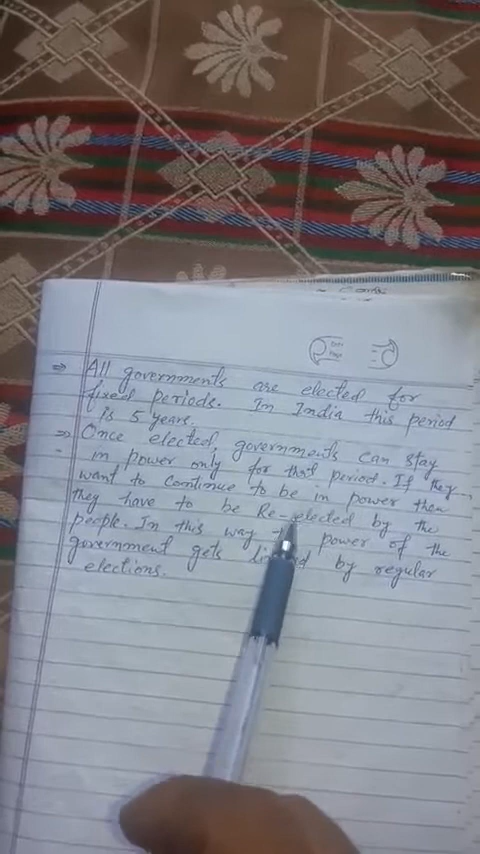 Date
Page
⇒ All governments are elected for
fixed periods. In India this period
is 5 years.
⇒ Once elected, governments can stay
in power only for that period. If they
want to continue to be in power then
they have to be Re-elected by the
people. In this way power of the
government gets by regular
elections.